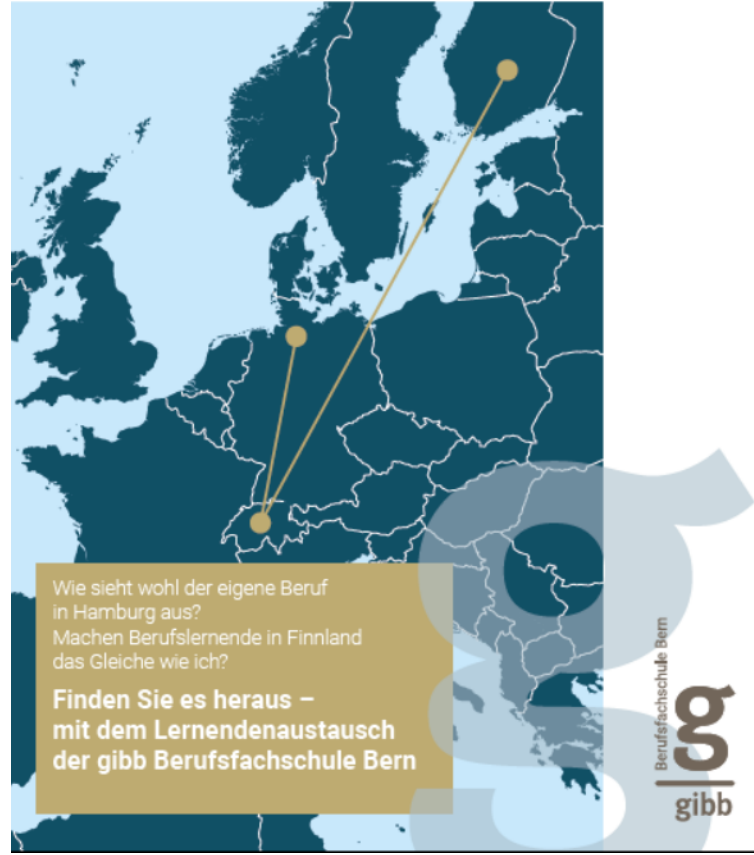 Wie sieht wohl der eigene Beruf
in Hamburg aus?
Machen Berufslernende in Finnland
das Gleiche wie ich?
Finden Sie es heraus –
mit dem Lernendenaustausch
der gibb Berufsfachschule Bern
g
Berufsfachschule Bern
g
gibb